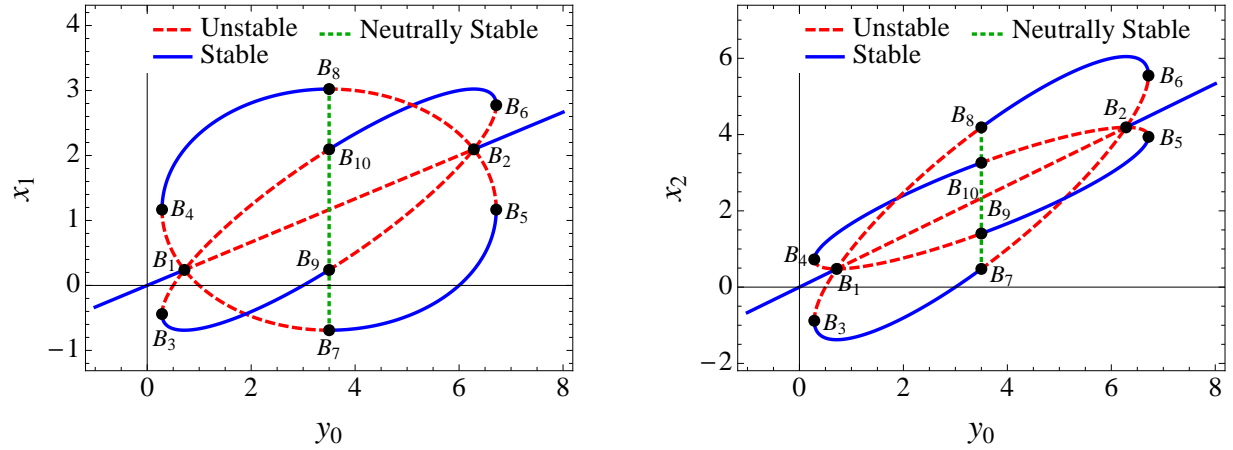 Unstable
Neutrally Stable
Stable
x₁
4
3
2
1
0
−1
B₈
B₆
B₁₀
B₂
B₄
B₅
B₁
B₉
B₃
B₇
0 2 4 6 8
y₀
Unstable
Neutrally Stable
Stable
x₂
6
4
2
0
−2
B₆
B₈
B₂
B₅
B₁₀
B₉
B₄
B₁
B₇
B₃
0 2 4 6 8
y₀